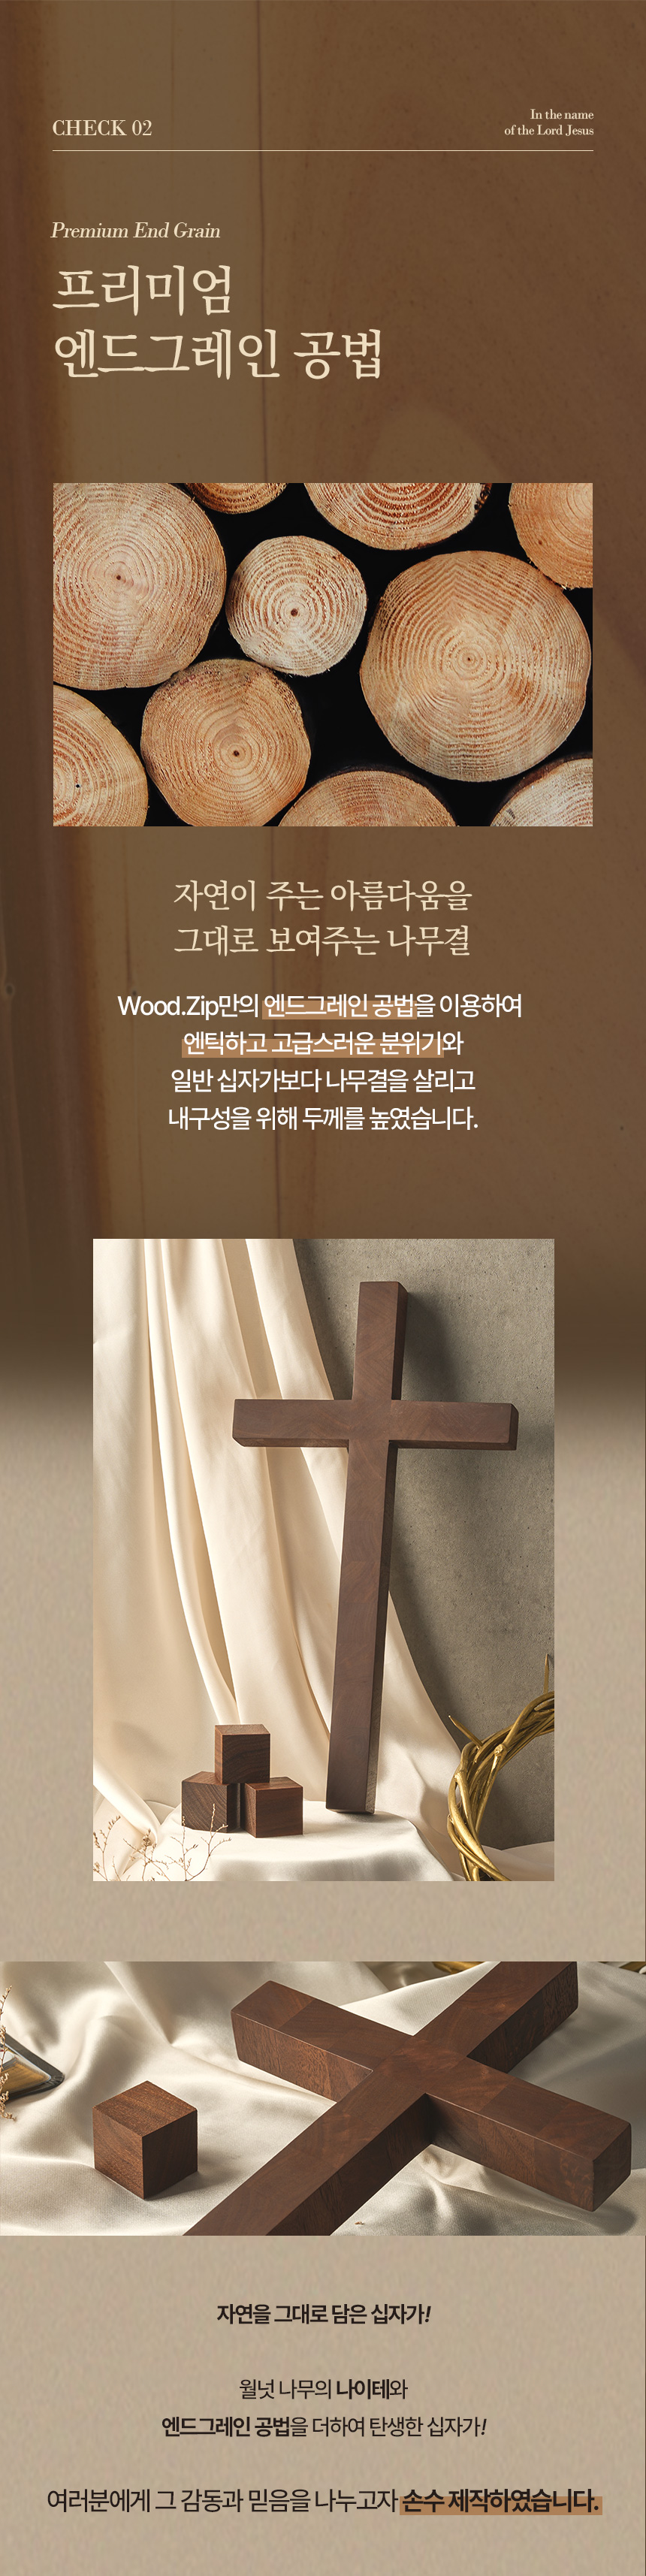 CHECK 02
In the name
of the Lord Jesus
Premium End Grain
프리미엄
엔드그레인 공법
자연이 주는 아름다움을
그대로 보여주는 나무결
Wood.Zip만의 엔드그레인 공법을 이용하여
엔틱하고 고급스러운 분위기와
일반 십자가보다 나무결을 살리고
내구성을 위해 두께를 높였습니다.
자연을 그대로 담은 십자가!
월넛 나무의 나이테와
엔드그레인 공법을 더하여 탄생한 십자가!
여러분에게 그 감동과 믿음을 나누고자 손수 제작하였습니다.